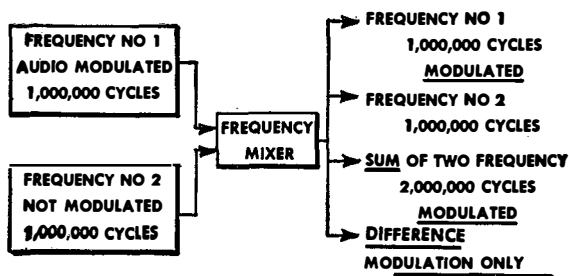 FREQUENCY NO 1
AUDIO MODULATED
1,000,000 CYCLES
FREQUENCY NO 2
NOT MODULATED
1,000,000 CYCLES
FREQUENCY
MIXER
FREQUENCY NO 1
1,000,000 CYCLES
MODULATED
FREQUENCY NO 2
1,000,000 CYCLES
SUM OF TWO FREQUENCY
2,000,000 CYCLES
MODULATED
DIFFERENCE
MODULATION ONLY